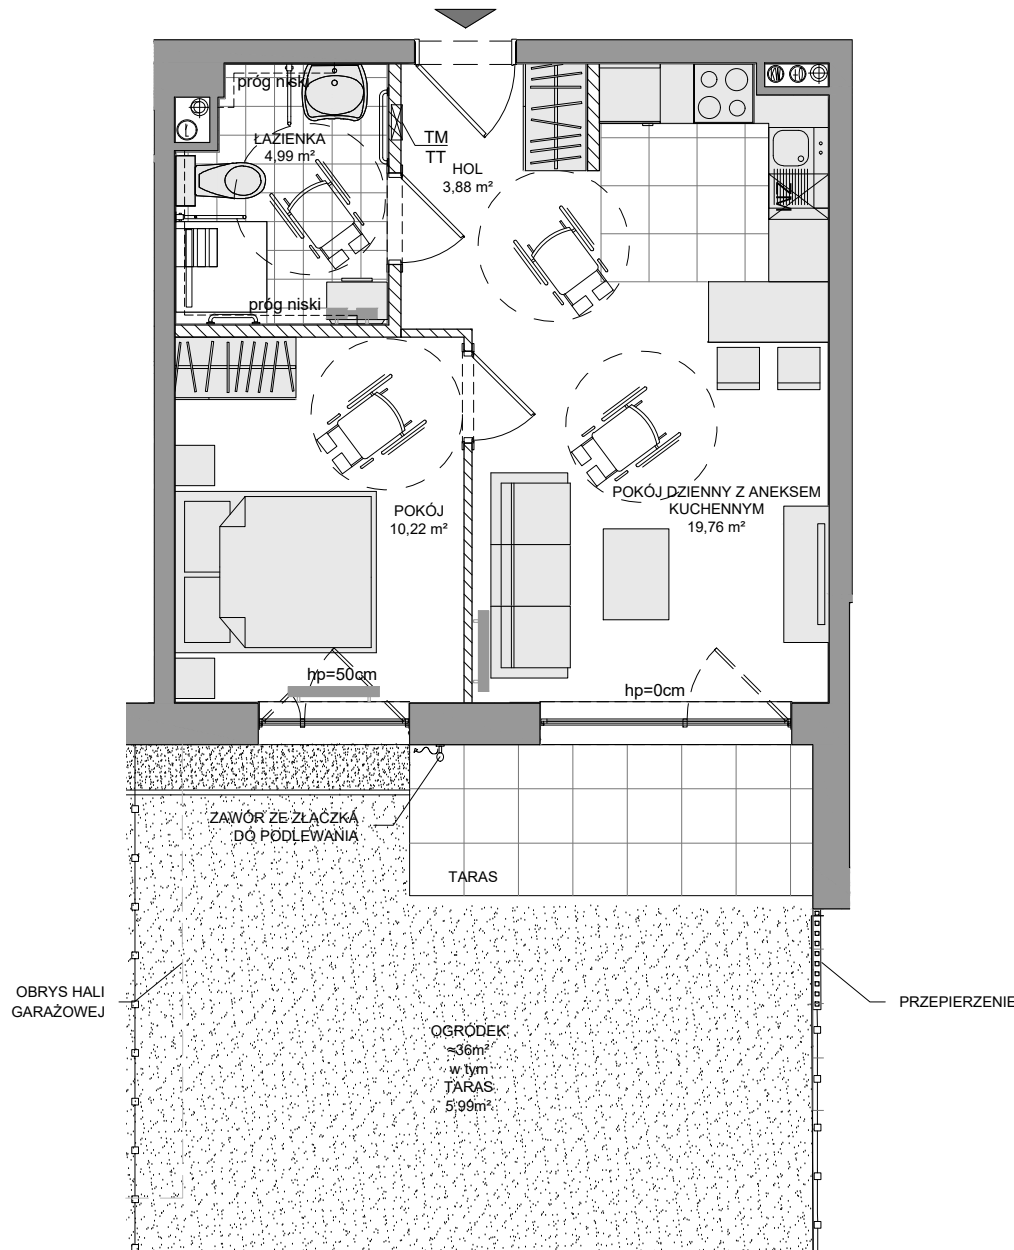 próg niski
ŁAZIENKA
4,99 m²
TM
TT
HOL
3,88 m²
próg niski
POKÓJ
10,22 m²
POKÓJ DZIENNY Z ANEKSEM
KUCHENNYM
19,76 m²
hp=50cm
hp=0cm
ZAWÓR ZE ZŁĄCZKĄ
DO PODLEWANIA
TARAS
OBRYS HALI
GARAŻOWEJ
PRZEPIERZENIE
OGRÓDEK
≈36m²
w tym
TARAS
5,99m²